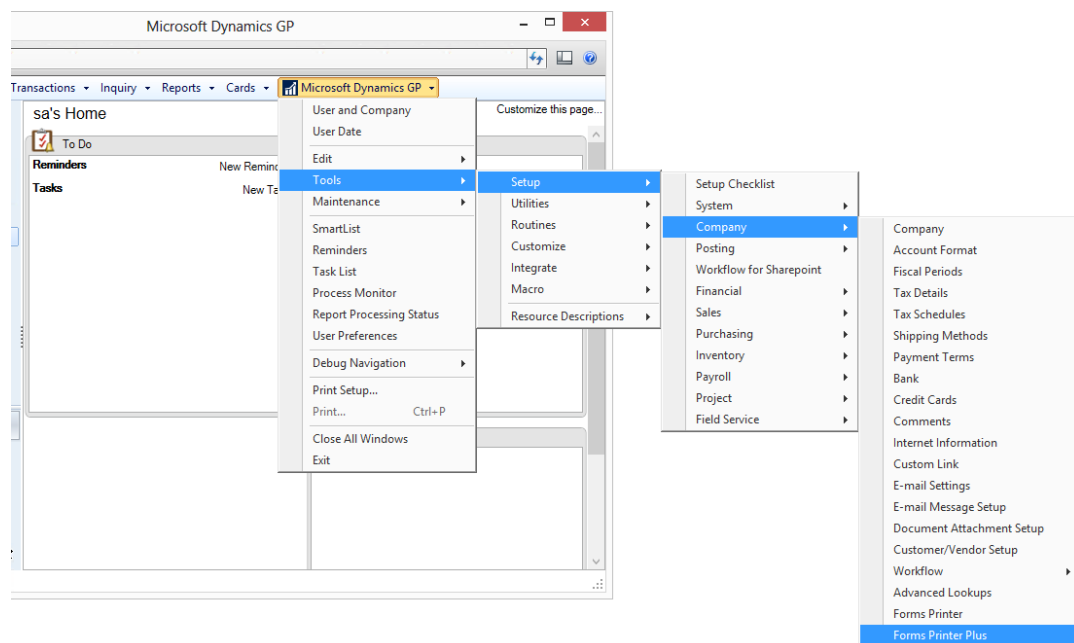 Microsoft Dynamics GP
Transactions Inquiry Reports Cards Microsoft Dynamics GP
sa's Home
Customize this page...
To Do
Reminders
New
Tasks
New
User and Company
User Date
Edit
Tools
Maintenance
SmartList
Reminders
Task List
Process Monitor
Report Processing Status
User Preferences
Debug Navigation
Print Setup...
Print... Ctrl+P
Close All Windows
Exit
Setup
Utilities
Routines
Customize
Integrate
Macro
Resource Descriptions
Setup Checklist
System
Company
Posting
Workflow for Sharepoint
Financial
Sales
Purchasing
Inventory
Payroll
Project
Field Service
Company
Account Format
Fiscal Periods
Tax Details
Tax Schedules
Shipping Methods
Payment Terms
Bank
Credit Cards
Comments
Internet Information
Custom Link
E-mail Settings
E-mail Message Setup
Document Attachment Setup
Customer/Vendor Setup
Workflow
Advanced Lookups
Forms Printer
Forms Printer Plus